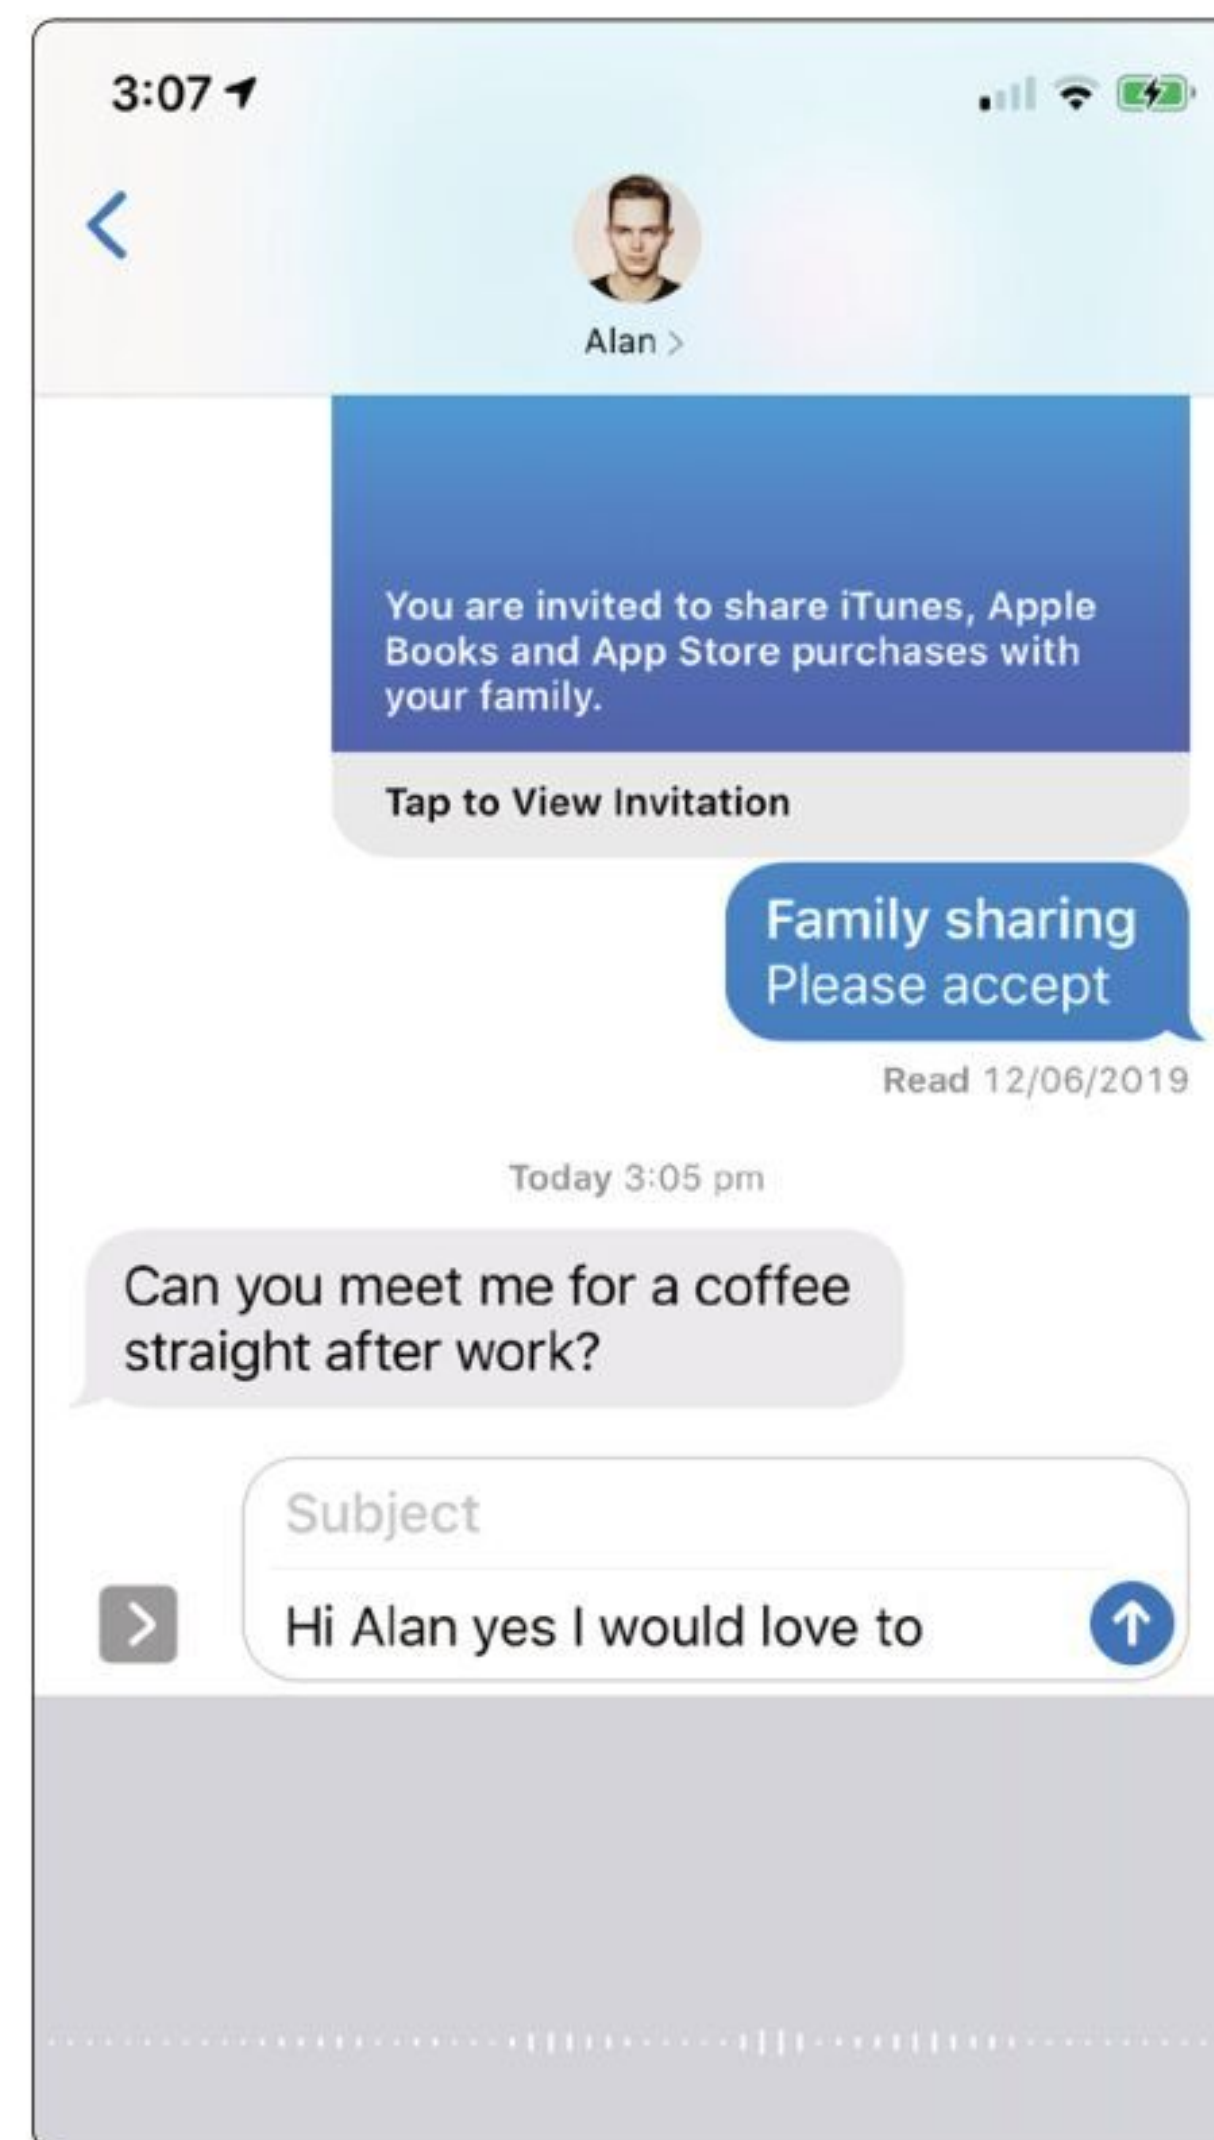 3:07
Alan
You are invited to share iTunes, Apple
Books and App Store purchases with
your family.
Tap to View Invitation
Family sharing
Please accept
Read 12/06/2019
Today 3:05 pm
Can you meet me for a coffee
straight after work?
Subject
Hi Alan yes I would love to